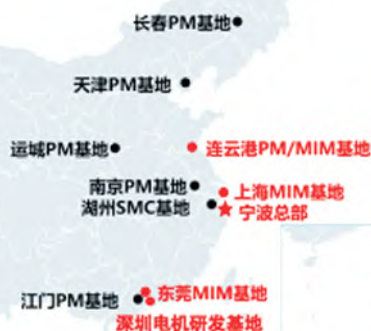 长春PM基地
天津PM基地
运城PM基地
连云港PM/MIM基地
南京PM基地
上海MIM基地
湖州SMC基地
宁波总部
东莞MIM基地
江门PM基地
深圳电机研发基地